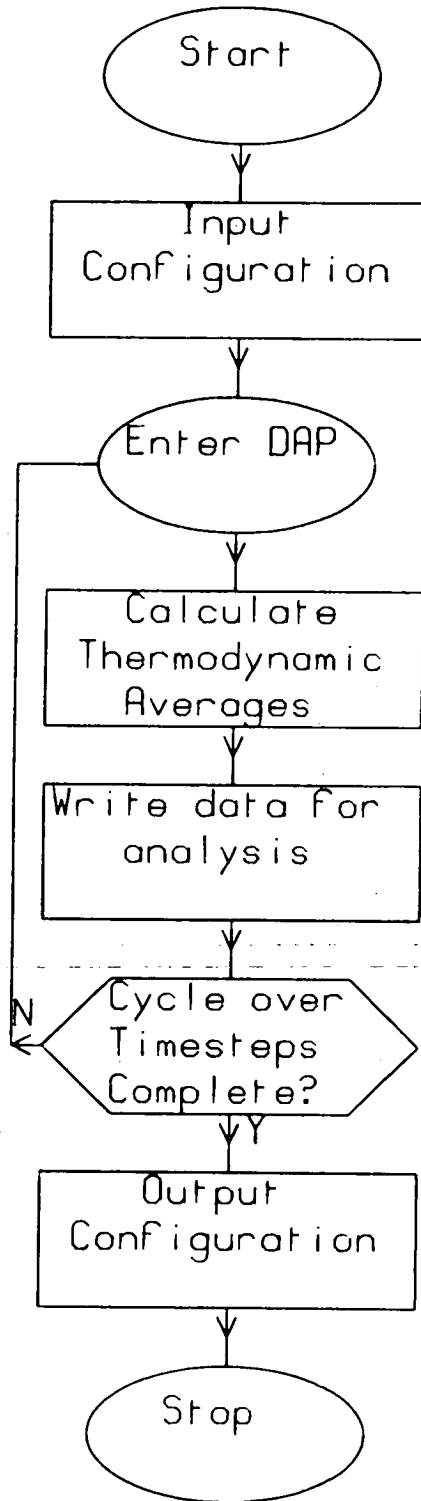 Start
Input
Configuration
Enter DAP
Calculate
Thermodynamic
Averages
Write data for
analysis
N
Cycle over
Timesteps
Complete?
Y
Output
Configuration
Stop